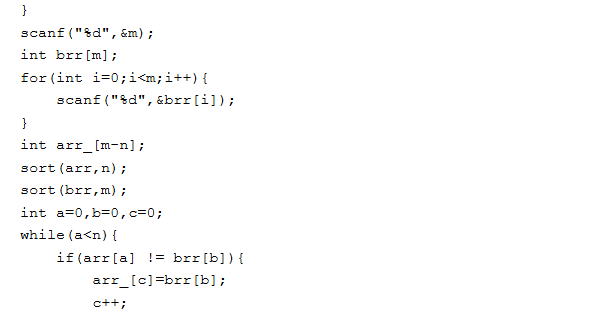 }
scanf("%d",&m);
int brr[m];
for(int i=0;i<m;i++){
    scanf("%d",&brr[i]);
}
int arr_[m-n];
sort(arr,n);
sort(brr,m);
int a=0,b=0,c=0;
while(a<n){
    if(arr[a] != brr[b]){
        arr_[c]=brr[b];
        c++;